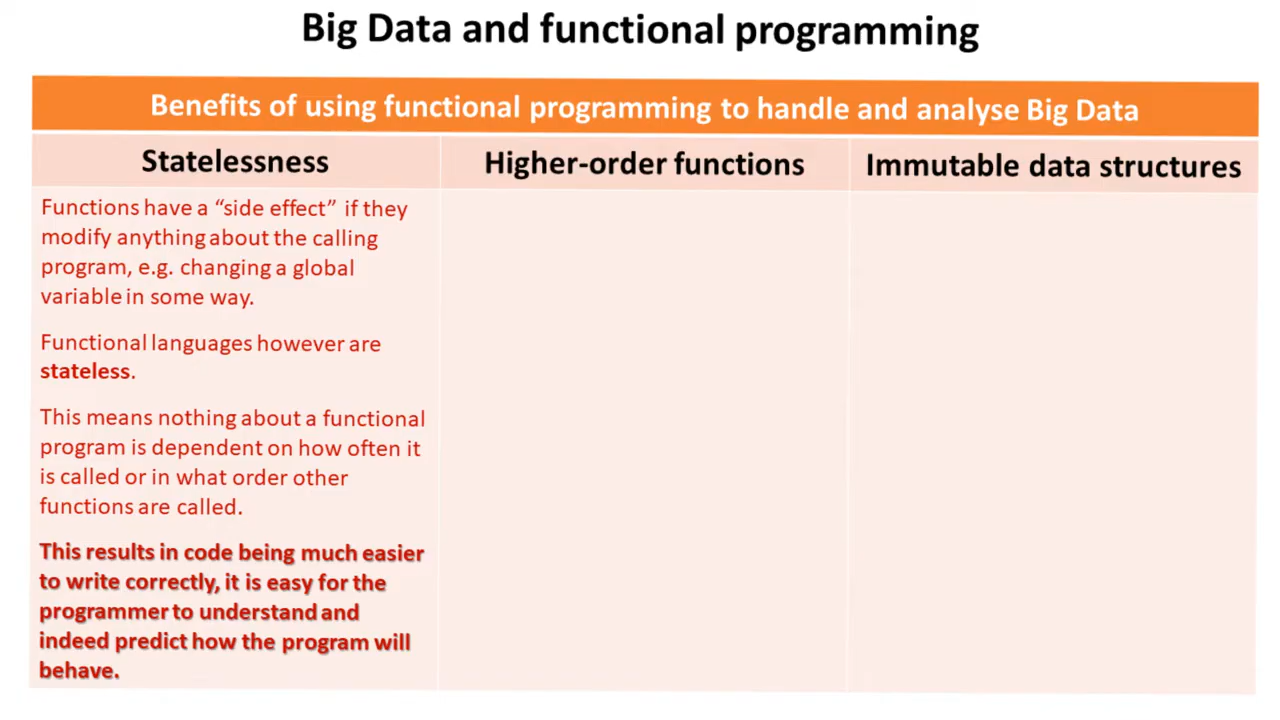 Big Data and functional programming
Benefits of using functional programming to handle and analyse Big Data
Statelessness
Higher-order functions
Immutable data structures
Functions have a “side effect” if they
modify anything about the calling
program, e.g. changing a global
variable in some way.
Functional languages however are
stateless.
This means nothing about a functional
program is dependent on how often it
is called or in what order other
functions are called.
This results in code being much easier
to write correctly, it is easy for the
programmer to understand and
indeed predict how the program will
behave.